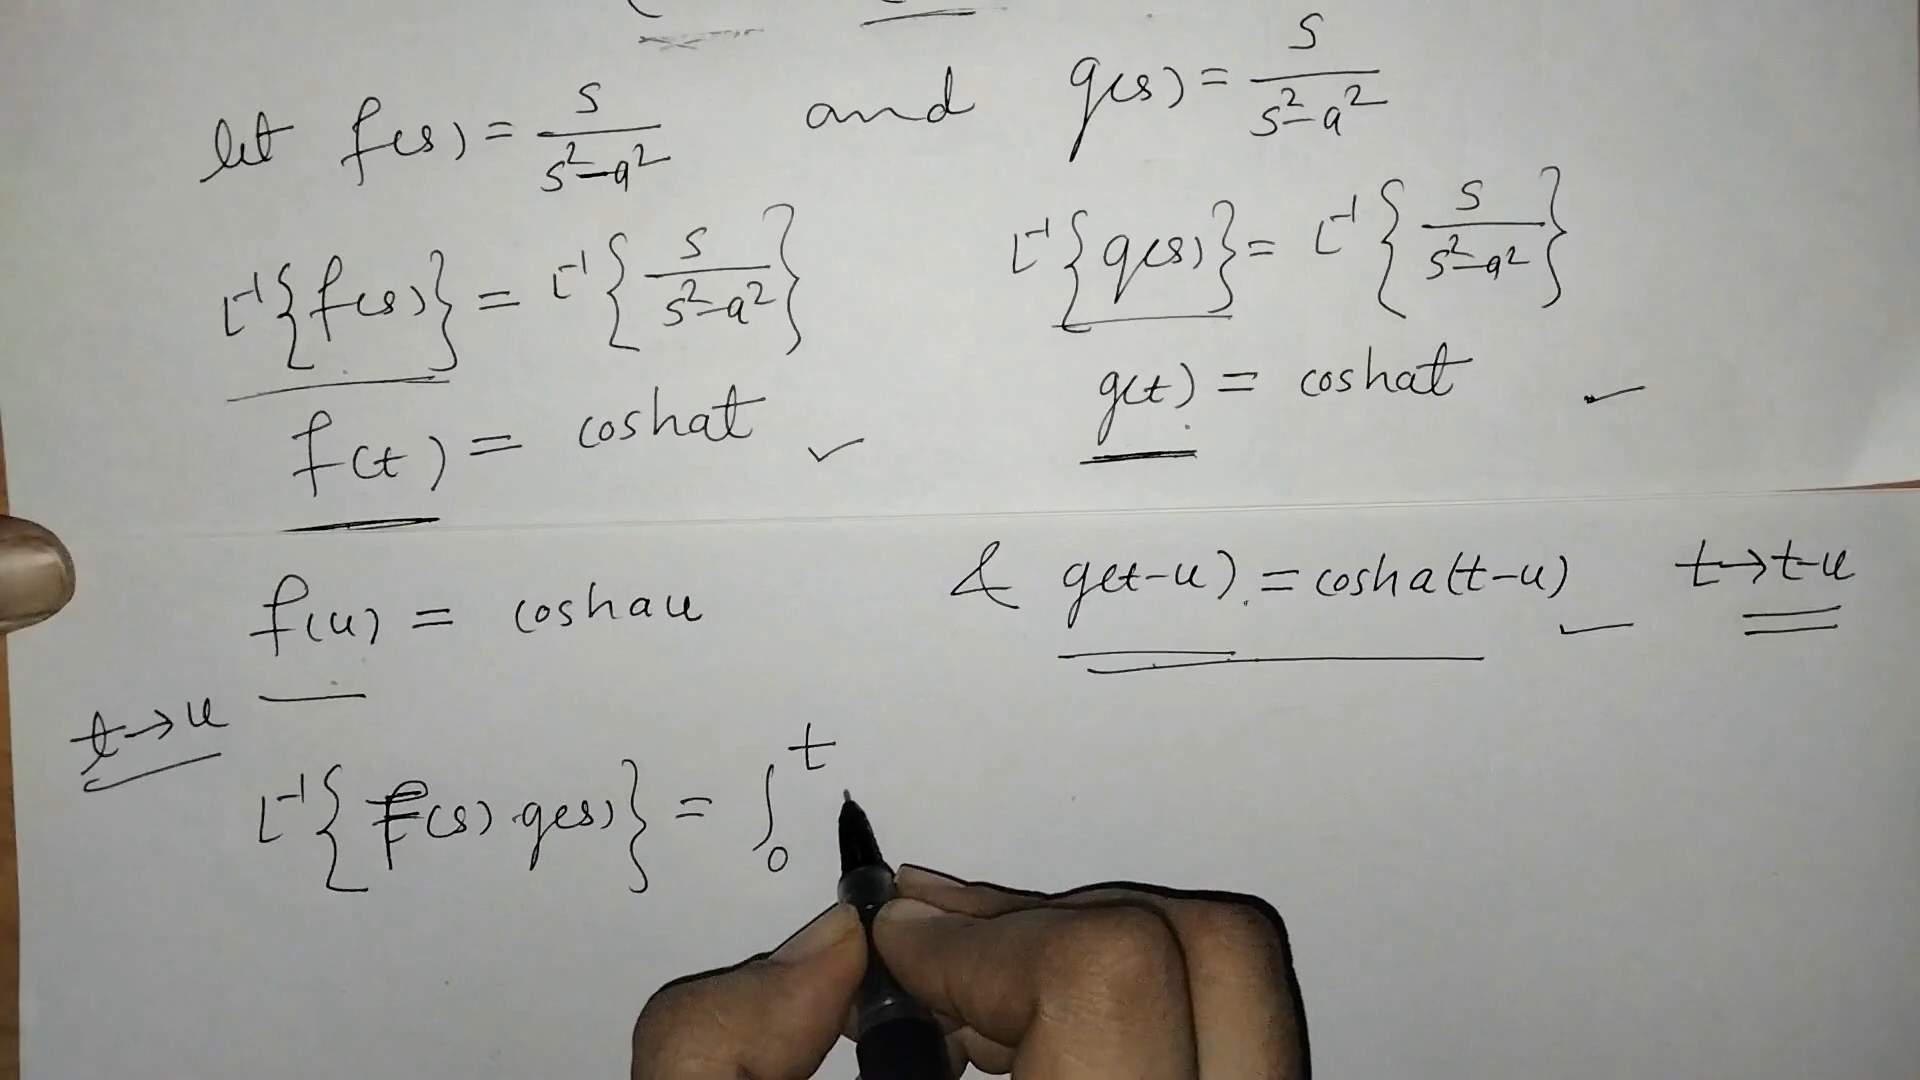 let f(s) = s/(s²-a²) and g(s) = s/(s²-a²)
L⁻¹{f(s)} = L⁻¹{s/(s²-a²)} L⁻¹{g(s)} = L⁻¹{s/(s²-a²)}
f(t) = coshat ✓ g(t) = coshat
f(u) = coshau & g(t-u) = cosha(t-u) t→t-u
t→u
L⁻¹{f(s)·g(s)} = ∫₀ᵗ